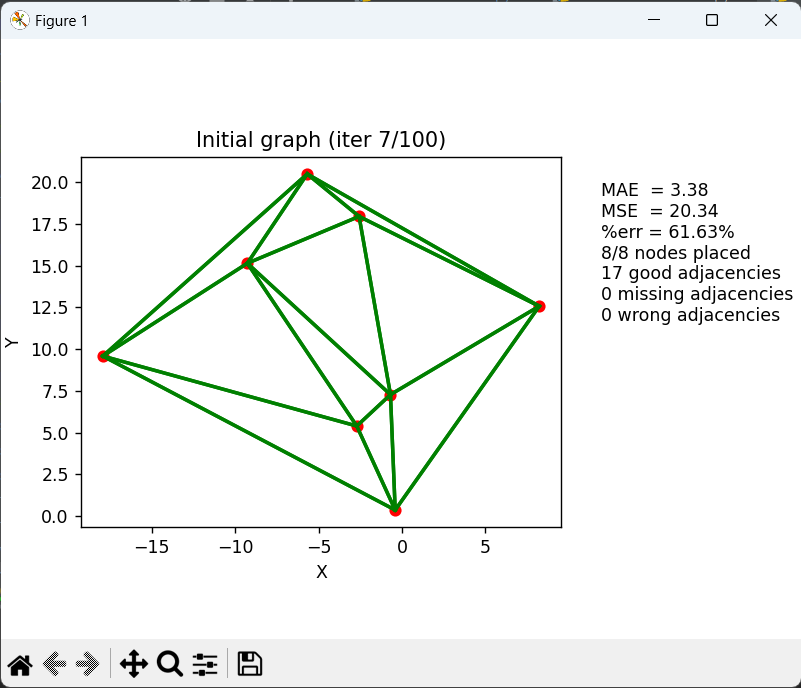 Figure 1
Initial graph (iter 7/100)
MAE  = 3.38
MSE  = 20.34
%err = 61.63%
8/8 nodes placed
17 good adjacencies
0 missing adjacencies
0 wrong adjacencies
20.0
17.5
15.0
12.5
10.0
7.5
5.0
2.5
0.0
Y
−15 −10 −5 0 5
X